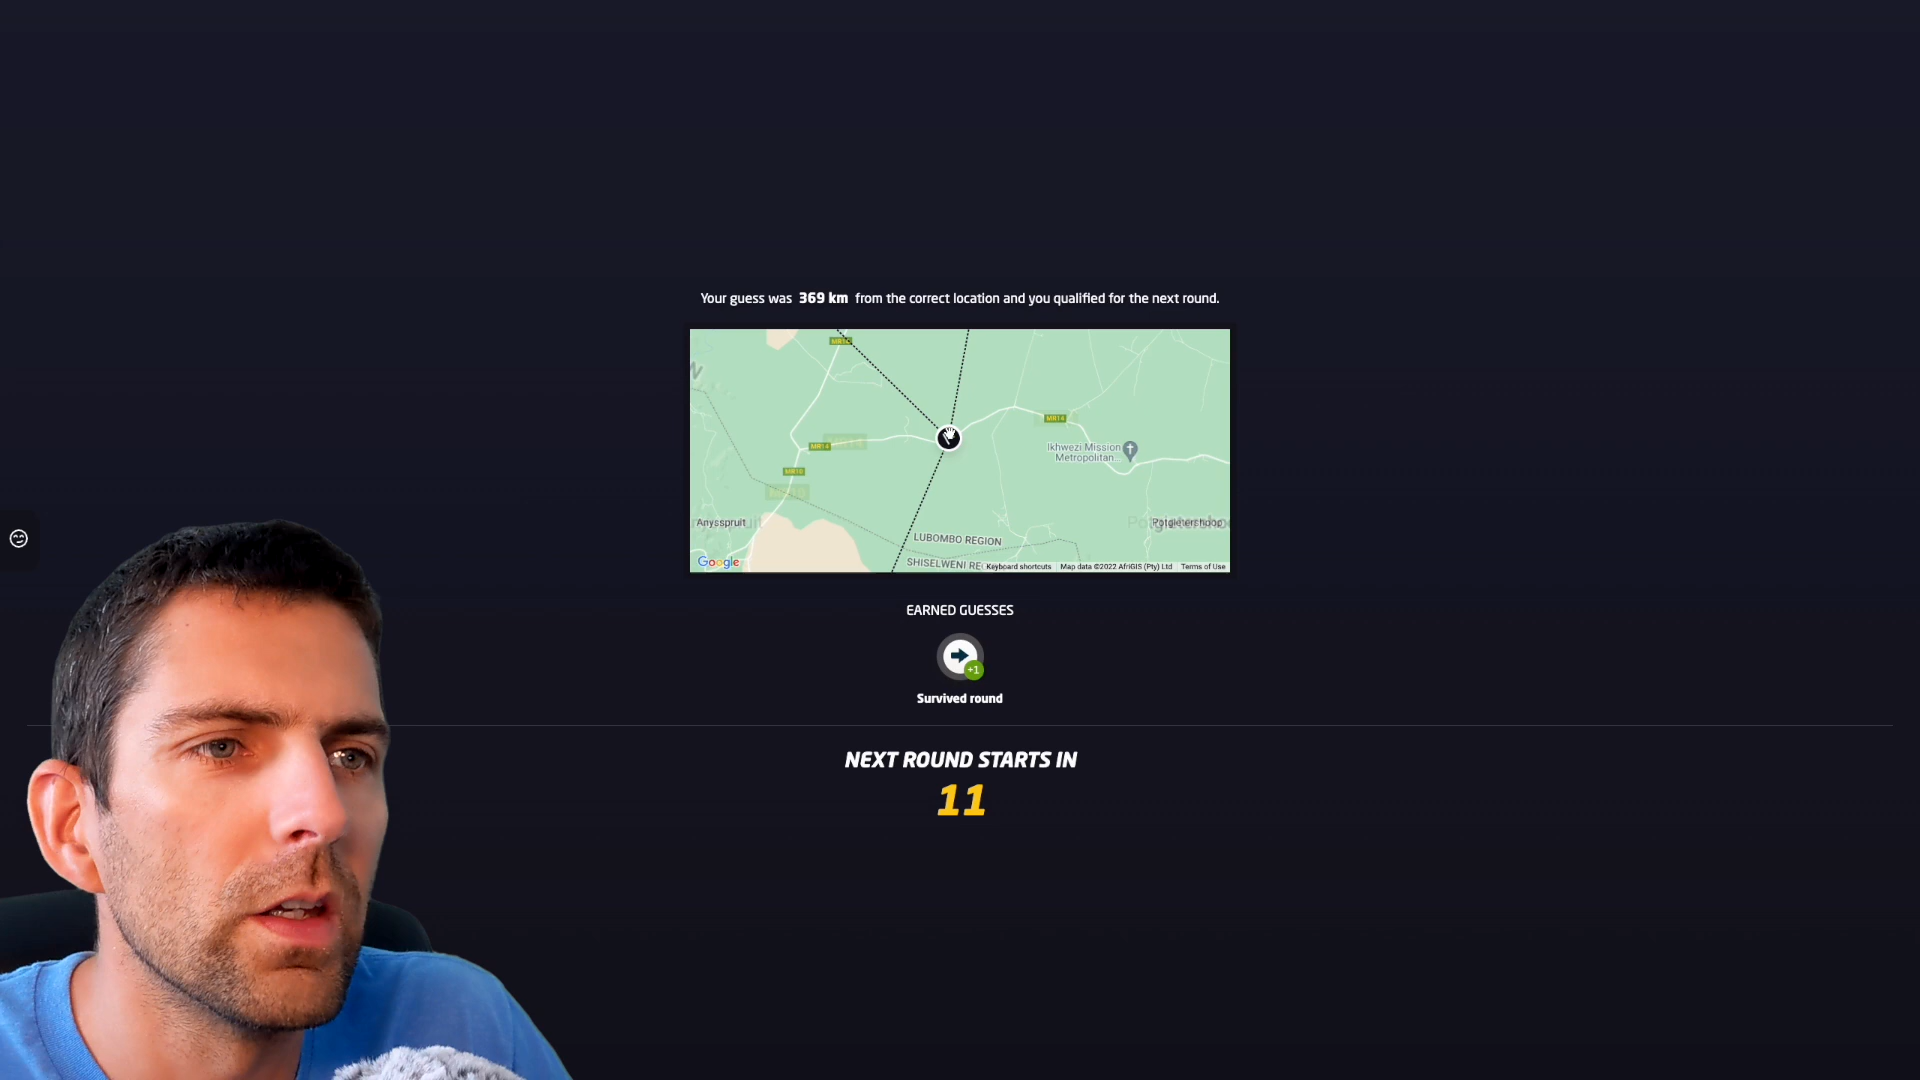 Your guess was 369 km from the correct location and you qualified for the next round.
MR14
MR14
Ikhwezi Mission
Metropolitan...
MR10
Anysspruit
Potgietershoop
LUBOMBO REGION
SHISELWENI RE
Google
Keyboard shortcuts
Map data ©2022 AfriGIS (Pty) Ltd
Terms of Use
EARNED GUESSES
+1
Survived round
NEXT ROUND STARTS IN
11